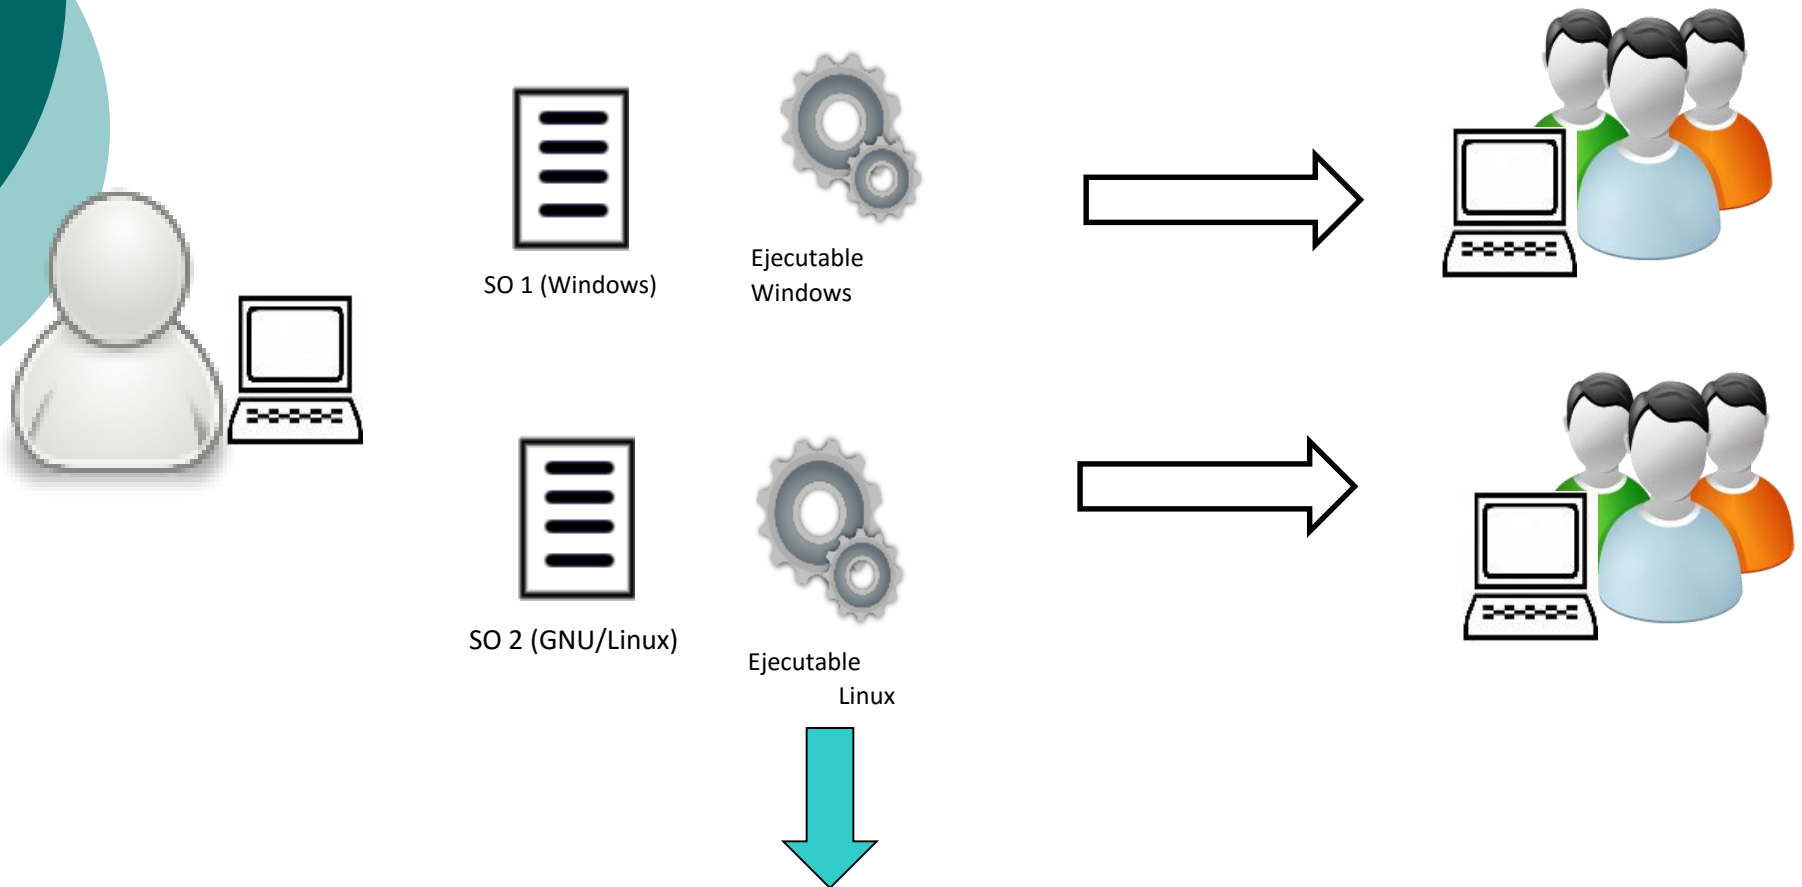 SO 1 (Windows)
Ejecutable
Windows
SO 2 (GNU/Linux)
Ejecutable
Linux